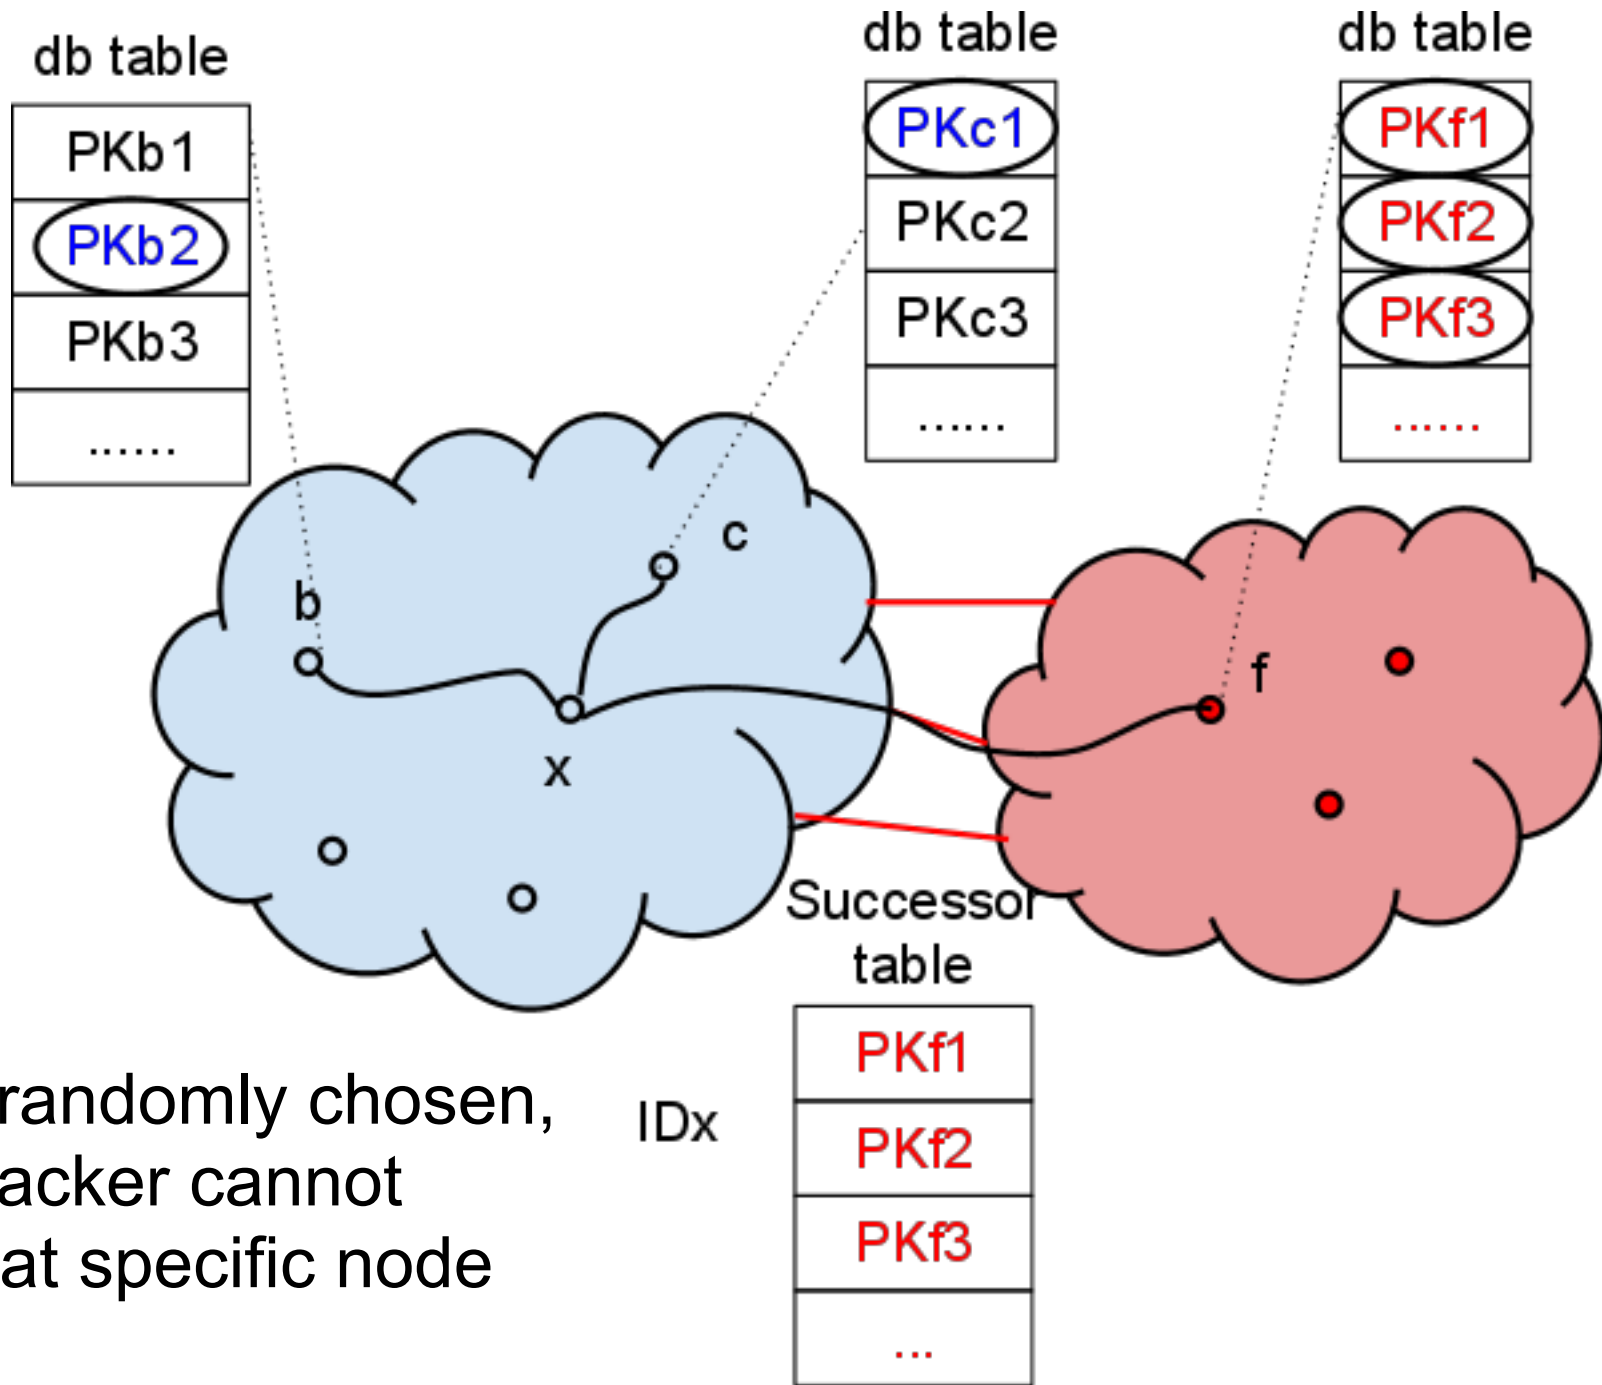 db table
PKb1
PKb2
PKb3
......
db table
PKc1
PKc2
PKc3
......
db table
PKf1
PKf2
PKf3
......
c
b
f
x
Successor
table
PKf1
PKf2
PKf3
...
IDx
randomly chosen,
acker cannot
at specific node